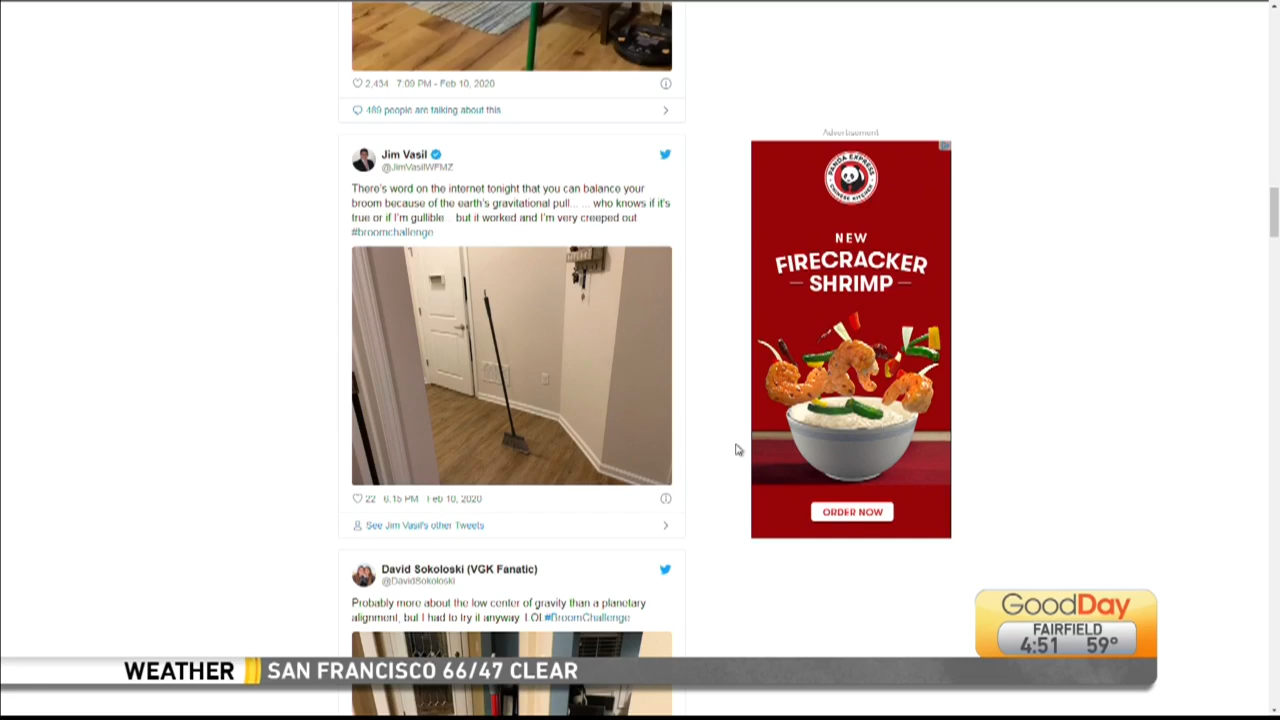 2,434 7:09 PM - Feb 10, 2020
489 people are talking about this
Jim Vasil
@JimVasilWFMZ
There's word on the internet tonight that you can balance your
broom because of the earth's gravitational pull... ... who knows if it's
true or if I'm gullible .. but it worked and I'm very creeped out
#broomchallenge
22 6:15 PM - Feb 10, 2020
See Jim Vasil's other Tweets
David Sokoloski (VGK Fanatic)
@DavidSokoloski
Probably more about the low center of gravity than a planetary
alignment, but I had to try it anyway. LOL #BroomChallenge
Advertisement
PANDA EXPRESS
CHINESE KITCHEN
NEW
FIRECRACKER
SHRIMP
ORDER NOW
GoodDay
FAIRFIELD
4:51 59°
WEATHER SAN FRANCISCO 66/47 CLEAR